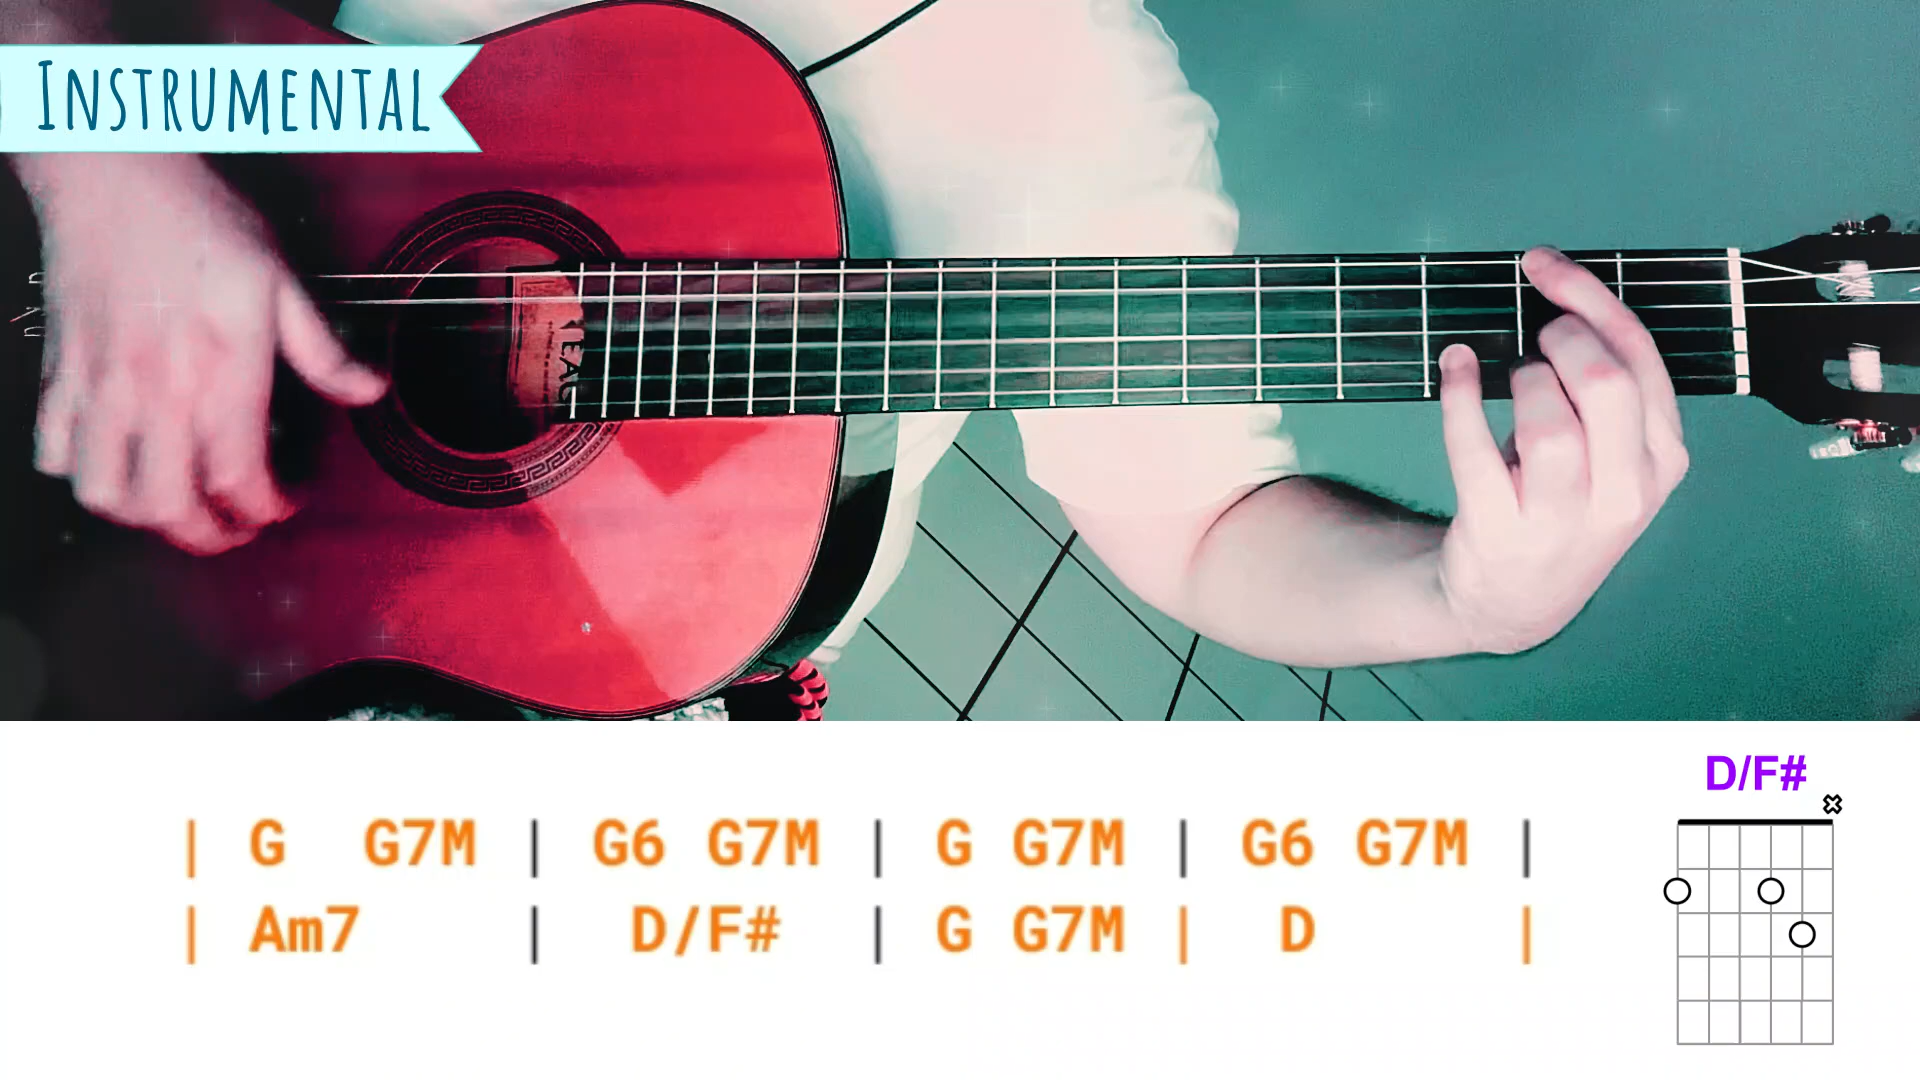 INSTRUMENTAL
| G G7M | G6 G7M | G G7M | G6 G7M |
| Am7 | D/F# | G G7M | D |
D/F#